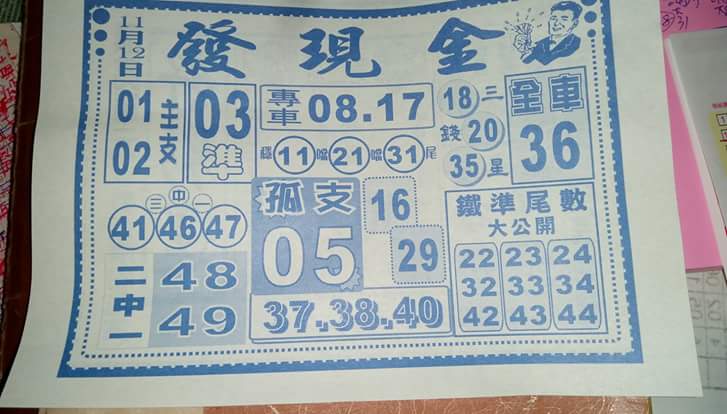 11月12日
發現金
01
02
主支
03
準
專車 08.17
18 三
錢 20
35 星
全車
36
11 21 31 尾
三中一
41 46 47
孤支
05
16
29
二中一
48
49
37.38.40
鐵準尾數
大公開
22 23 24
32 33 34
42 43 44